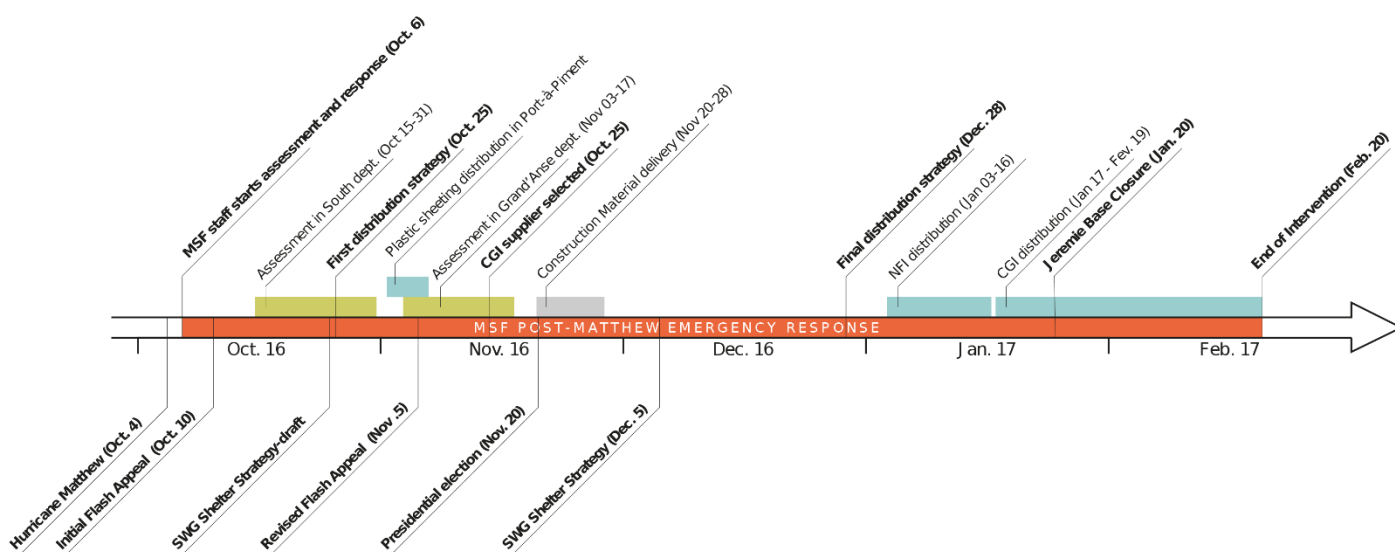 MSF staff starts assessment and response (Oct. 6)
Assessment in South dept. (Oct 15-31)
First distribution strategy (Oct. 25)
Plastic sheeting distribution in Port-à-Piment
Assessment in Grand'Anse dept. (Nov 03-17)
CGI supplier selected (Oct. 25)
Construction Material delivery (Nov 20-28)
Final distribution strategy (Dec. 28)
NFI distribution (Jan 03-16)
CGI distribution (Jan 17 - Fev. 19)
Jeremie Base Closure (Jan. 20)
End of Intervention (Feb. 20)
MSF POST-MATTHEW EMERGENCY RESPONSE
Oct. 16
Nov. 16
Dec. 16
Jan. 17
Feb. 17
Hurricane Matthew (Oct. 4)
Initial Flash Appeal (Oct. 10)
SWG Shelter Strategy-draft
Revised Flash Appeal (Nov .5)
Presidential election (Nov. 20)
SWG Shelter Strategy (Dec. 5)